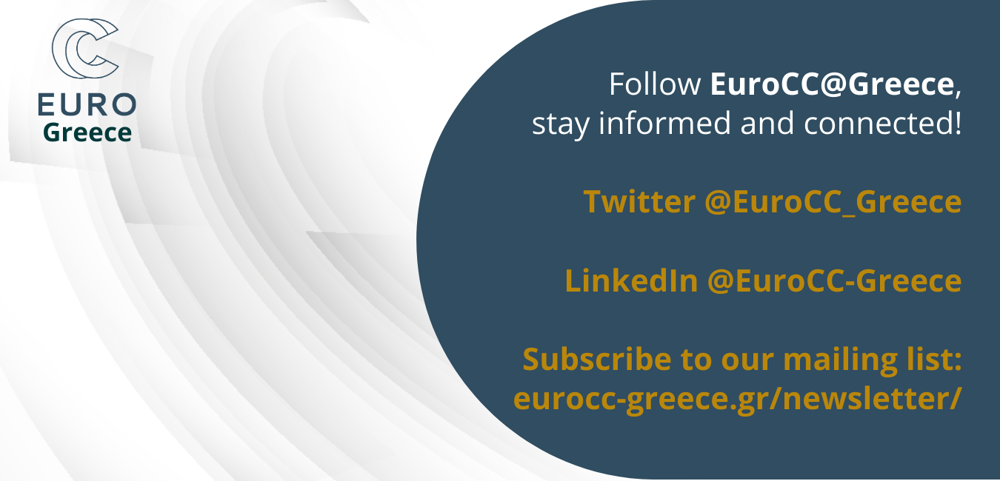 EURO
Greece
Follow EuroCC@Greece,
stay informed and connected!
Twitter @EuroCC_Greece
LinkedIn @EuroCC-Greece
Subscribe to our mailing list:
eurocc-greece.gr/newsletter/